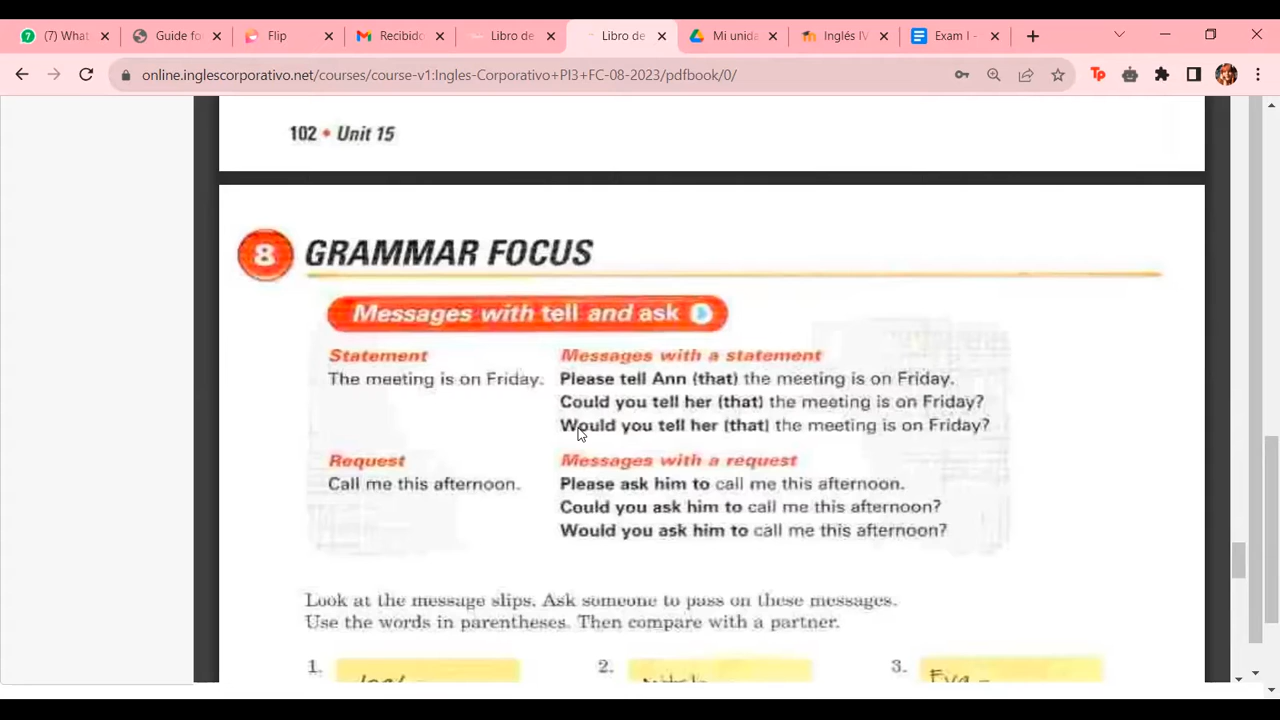 (7) What
Guide fo
Flip
Recibido
Libro de
Libro de
Mi unida
Inglés IV
Exam I -
online.inglescorporativo.net/courses/course-v1:Ingles-Corporativo+PI3+FC-08-2023/pdfbook/0/
Tp
102 • Unit 15
8 GRAMMAR FOCUS
Messages with tell and ask
Statement
The meeting is on Friday.
Messages with a statement
Please tell Ann (that) the meeting is on Friday.
Could you tell her (that) the meeting is on Friday?
Would you tell her (that) the meeting is on Friday?
Request
Call me this afternoon.
Messages with a request
Please ask him to call me this afternoon.
Could you ask him to call me this afternoon?
Would you ask him to call me this afternoon?
Look at the message slips. Ask someone to pass on these messages.
Use the words in parentheses. Then compare with a partner.
1.
2.
3.
Eva –